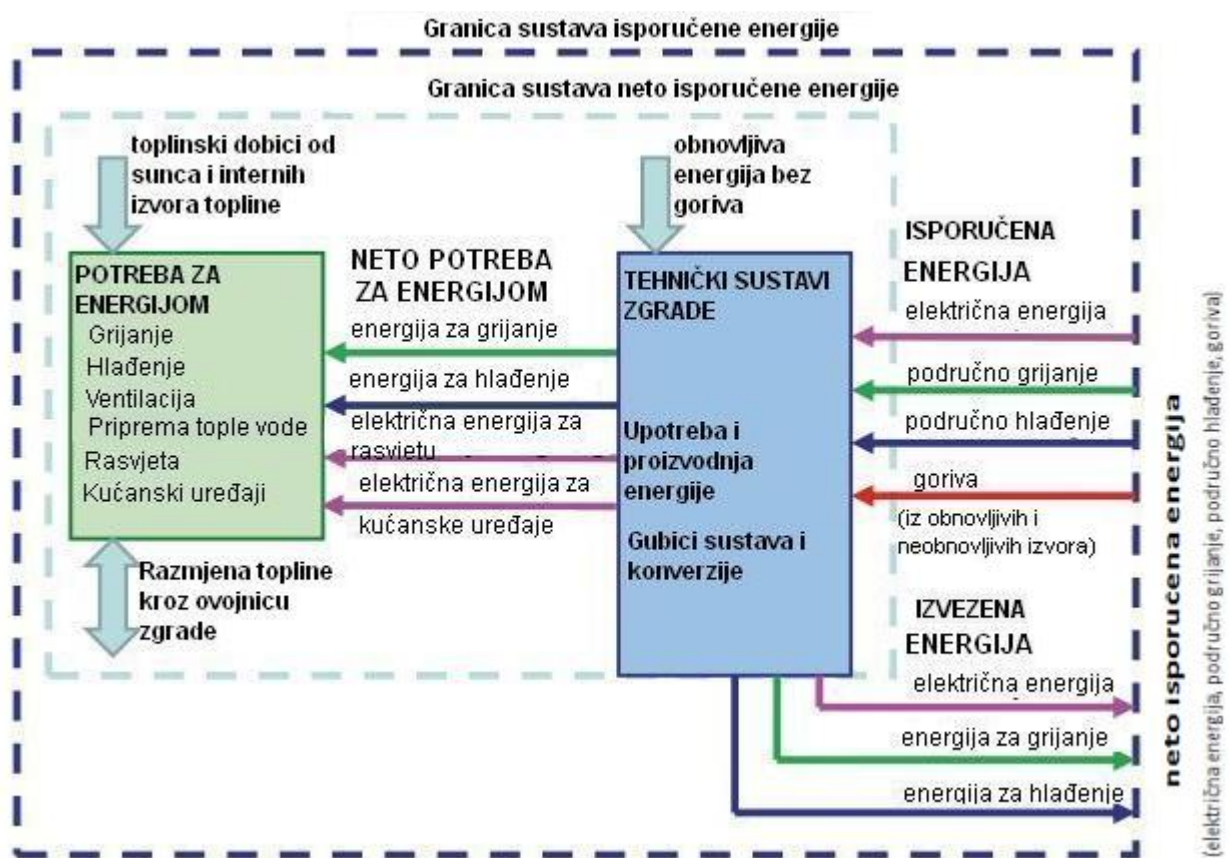 Granica sustava isporučene energije
Granica sustava neto isporučene energije
toplinski dobici od
sunca i internih
izvora topline
obnovljiva
energija bez
goriva
POTREBA ZA
ENERGIJOM
Grijanje
Hlađenje
Ventilacija
Priprema tople vode
Rasvjeta
Kućanski uređaji
NETO POTREBA
ZA ENERGIJOM
energija za grijanje
energija za hlađenje
električna energija za
rasvjetu
električna energija za
kućanske uređaje
TEHNIČKI SUSTAVI
ZGRADE
Upotreba i
proizvodnja
energije
Gubici sustava i
konverzije
ISPORUČENA
ENERGIJA
električna energija
područno grijanje
područno hlađenje
goriva
(iz obnovljivih i
neobnovljivih izvora)
Razmjena topline
kroz ovojnicu
zgrade
IZVEZENA
ENERGIJA
električna energija
energija za grijanje
energija za hlađenje
neto isporučena energija
(električna energija, područno grijanje, područno hlađenje, goriva)